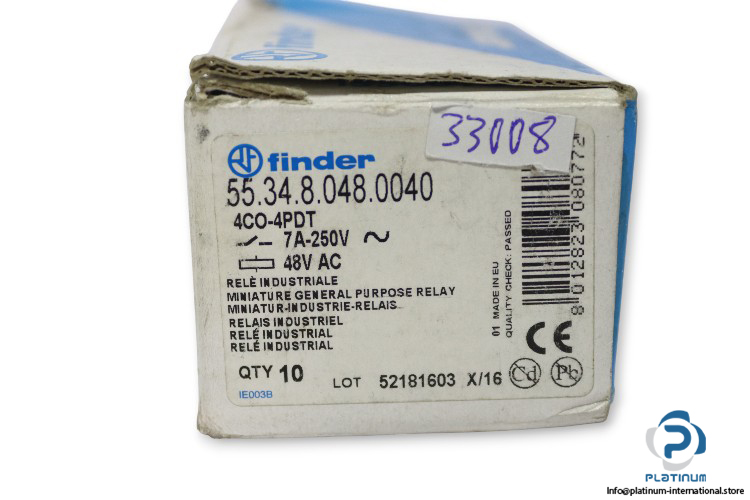 finder
33008
finder
55.34.8.048.0040
4CO-4PDT
7A-250V ~
48V AC
RELÈ INDUSTRIALE
MINIATURE GENERAL PURPOSE RELAY
MINIATUR-INDUSTRIE-RELAIS
RELAIS INDUSTRIEL
RELÉ INDUSTRIAL
RELÉ INDUSTRIAL
QTY 10
LOT 52181603 X/16
IE003B
01 MADE IN EU
QUALITY CHECK: PASSED
8 012823 080772
CE
Cd
Pb
PLATINUM
Info@platinum-international.store